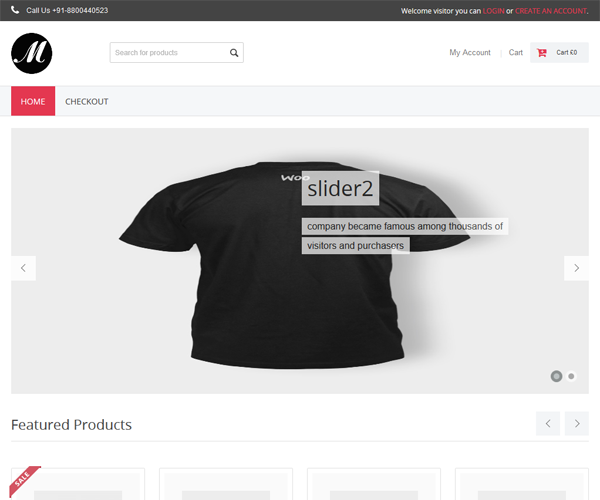 Call Us +91-8800440523
Welcome visitor you can LOGIN or CREATE AN ACCOUNT.
M
Search for products
My Account
Cart
Cart £0
HOME
CHECKOUT
Woo
slider2
company became famous among thousands of
visitors and purchasers
Featured Products
SALE